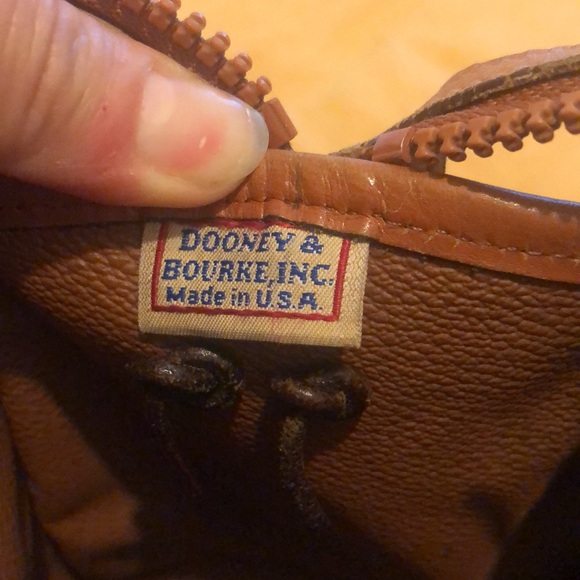 DOONEY &
BOURKE, INC.
Made in U.S.A.